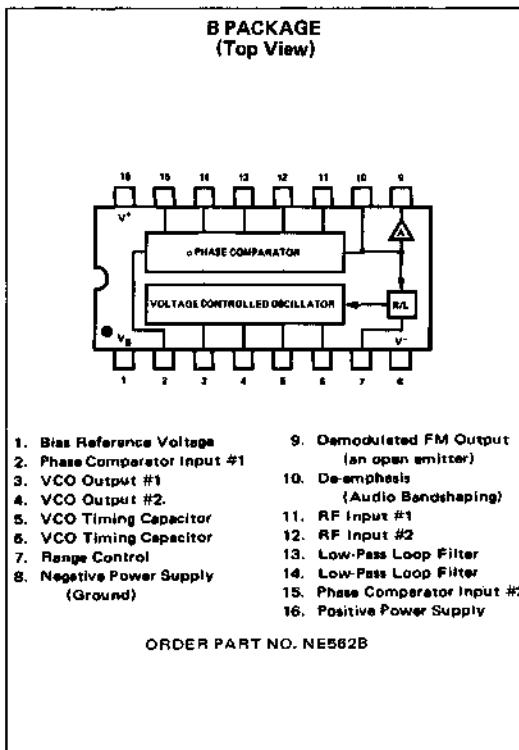 B PACKAGE
(Top View)
16 15 14 13 12 11 10 9
V+
A
φ PHASE COMPARATOR
VOLTAGE CONTROLLED OSCILLATOR
R/L
VB
V-
1 2 3 4 5 6 7 8
1. Bias Reference Voltage
2. Phase Comparator Input #1
3. VCO Output #1
4. VCO Output #2.
5. VCO Timing Capacitor
6. VCO Timing Capacitor
7. Range Control
8. Negative Power Supply
(Ground)
9. Demodulated FM Output
(an open emitter)
10. De-emphasis
(Audio Bandshaping)
11. RF Input #1
12. RF Input #2
13. Low-Pass Loop Filter
14. Low-Pass Loop Filter
15. Phase Comparator Input #2
16. Positive Power Supply
ORDER PART NO. NE562B